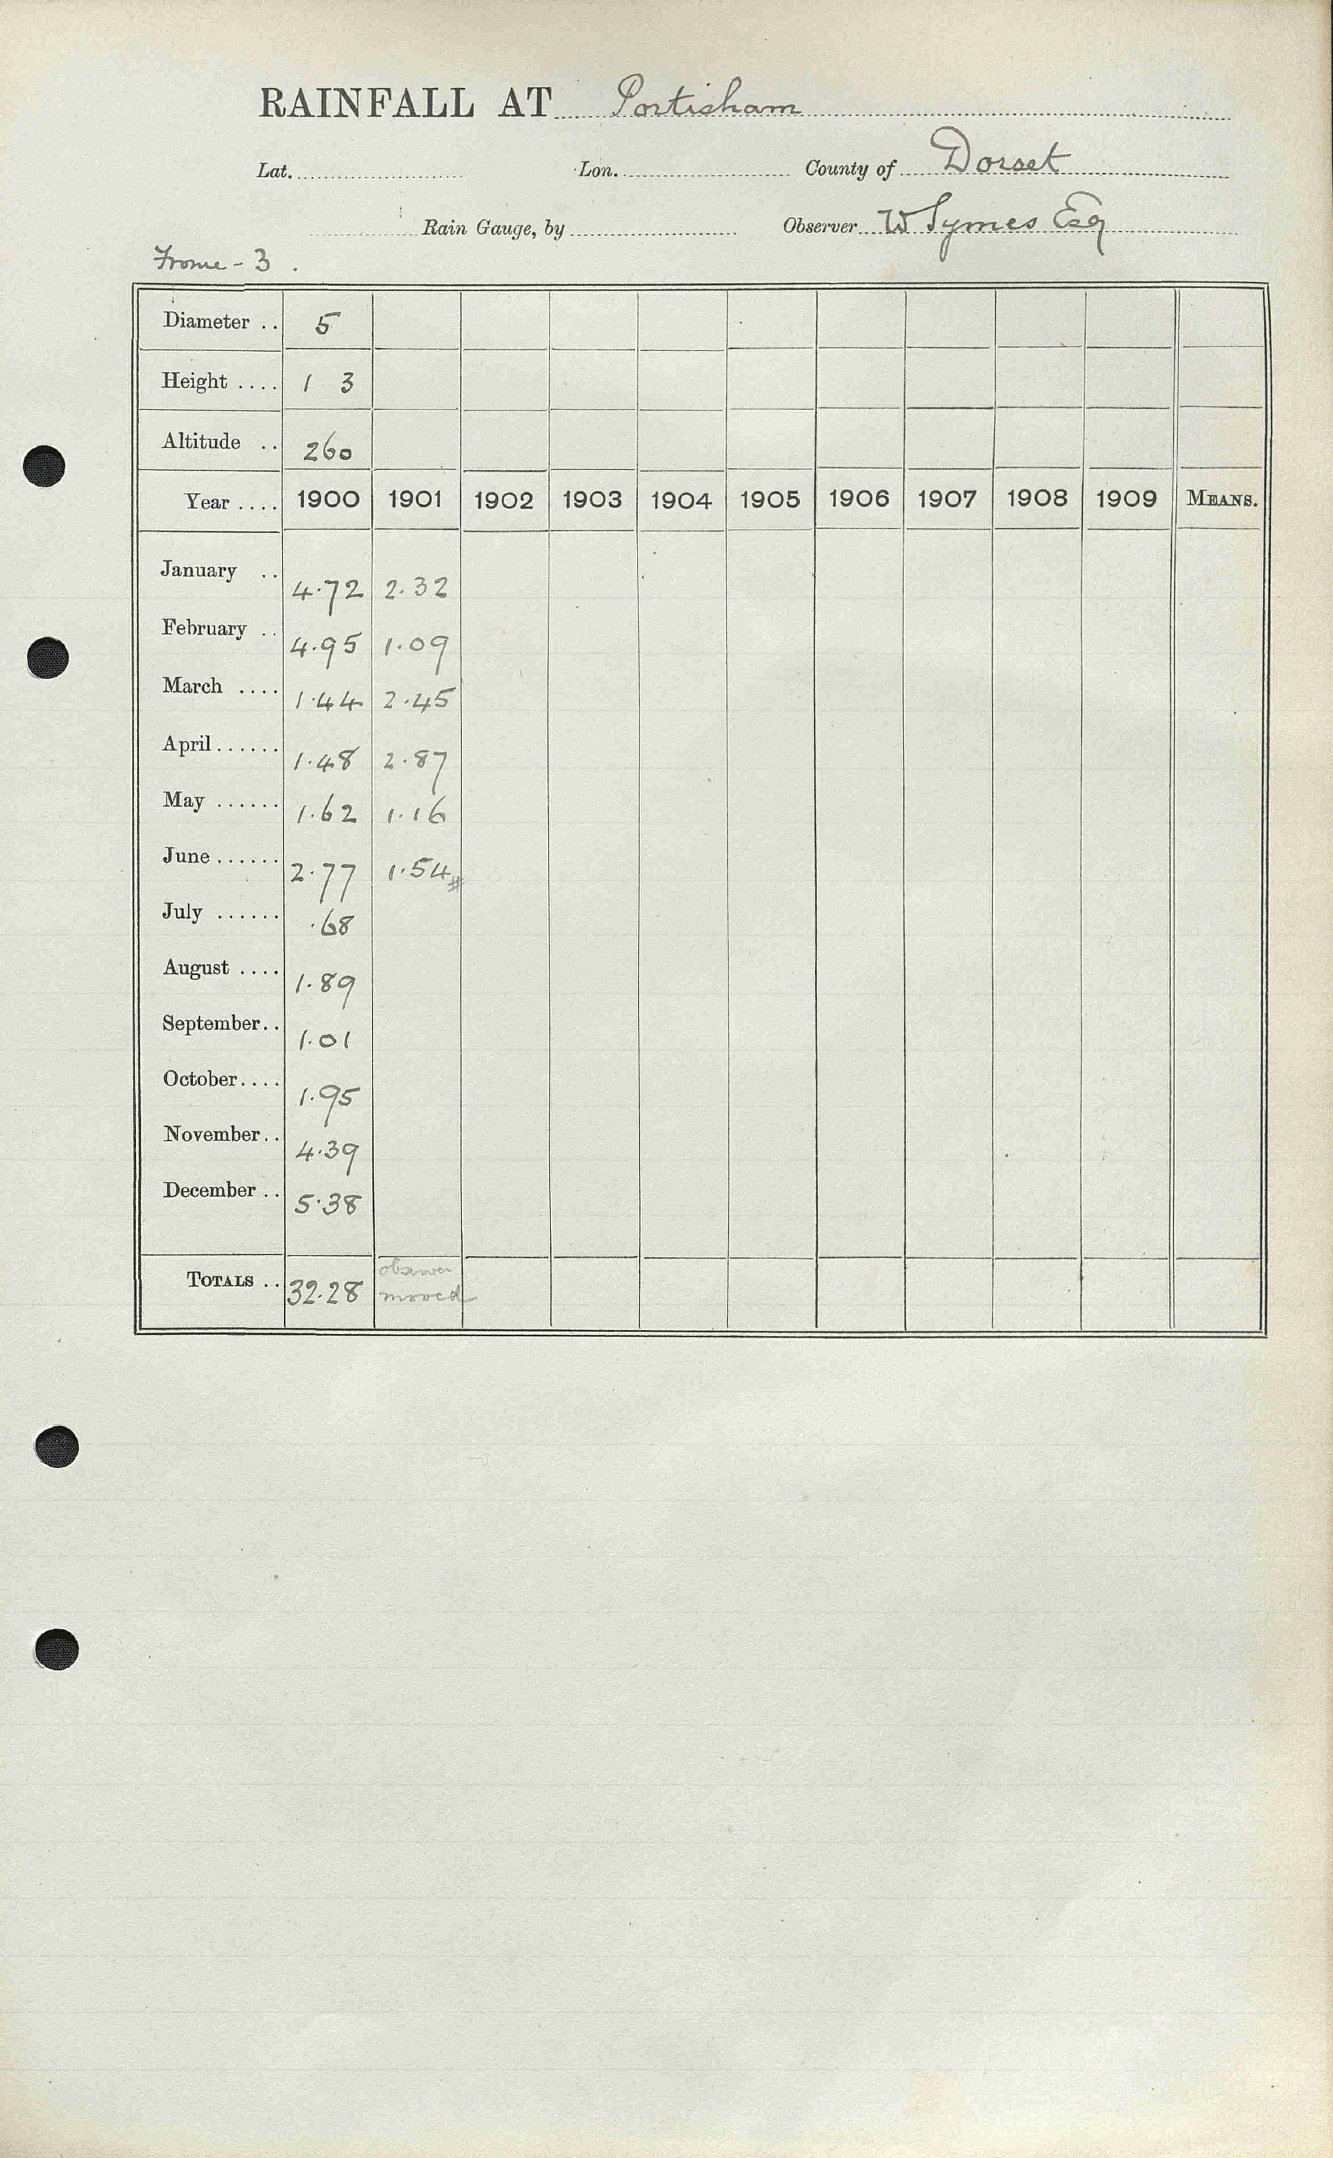 RAINFALL AT Portisham
Lat. Lon. County of Dorset
Rain Gauge, by Observer W Symes Esq
Frome - 3 .
Diameter .. 5
Height .... 1 3
Altitude .. 260
Year .... 1900 1901 1902 1903 1904 1905 1906 1907 1908 1909 MEANS.
January .. 4.72 2.32
February .. 4.95 1.09
March .... 1.44 2.45
April ...... 1.48 2.87
May ...... 1.62 1.16
June ...... 2.77 1.54 #
July ...... .68
August .... 1.89
September .. 1.01
October .... 1.95
November .. 4.39
December .. 5.38
TOTALS .. 32.28 observer
moved